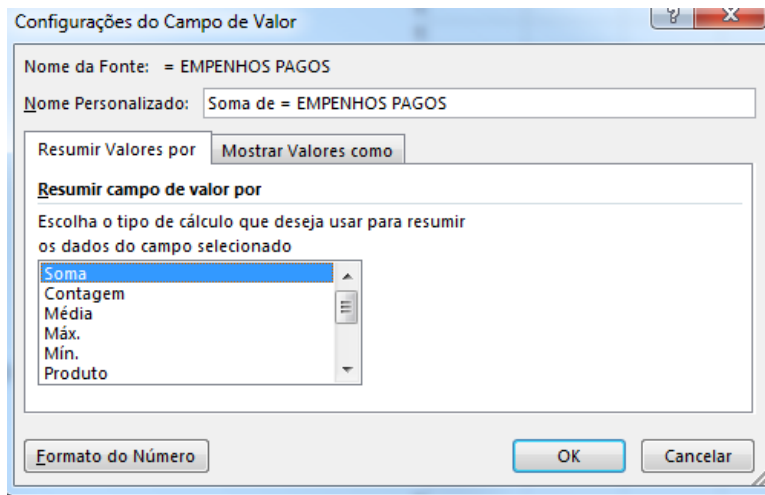 Configurações do Campo de Valor
Nome da Fonte: = EMPENHOS PAGOS
Nome Personalizado: Soma de = EMPENHOS PAGOS
Resumir Valores por Mostrar Valores como
Resumir campo de valor por
Escolha o tipo de cálculo que deseja usar para resumir
os dados do campo selecionado
Soma
Contagem
Média
Máx.
Mín.
Produto
Formato do Número OK Cancelar